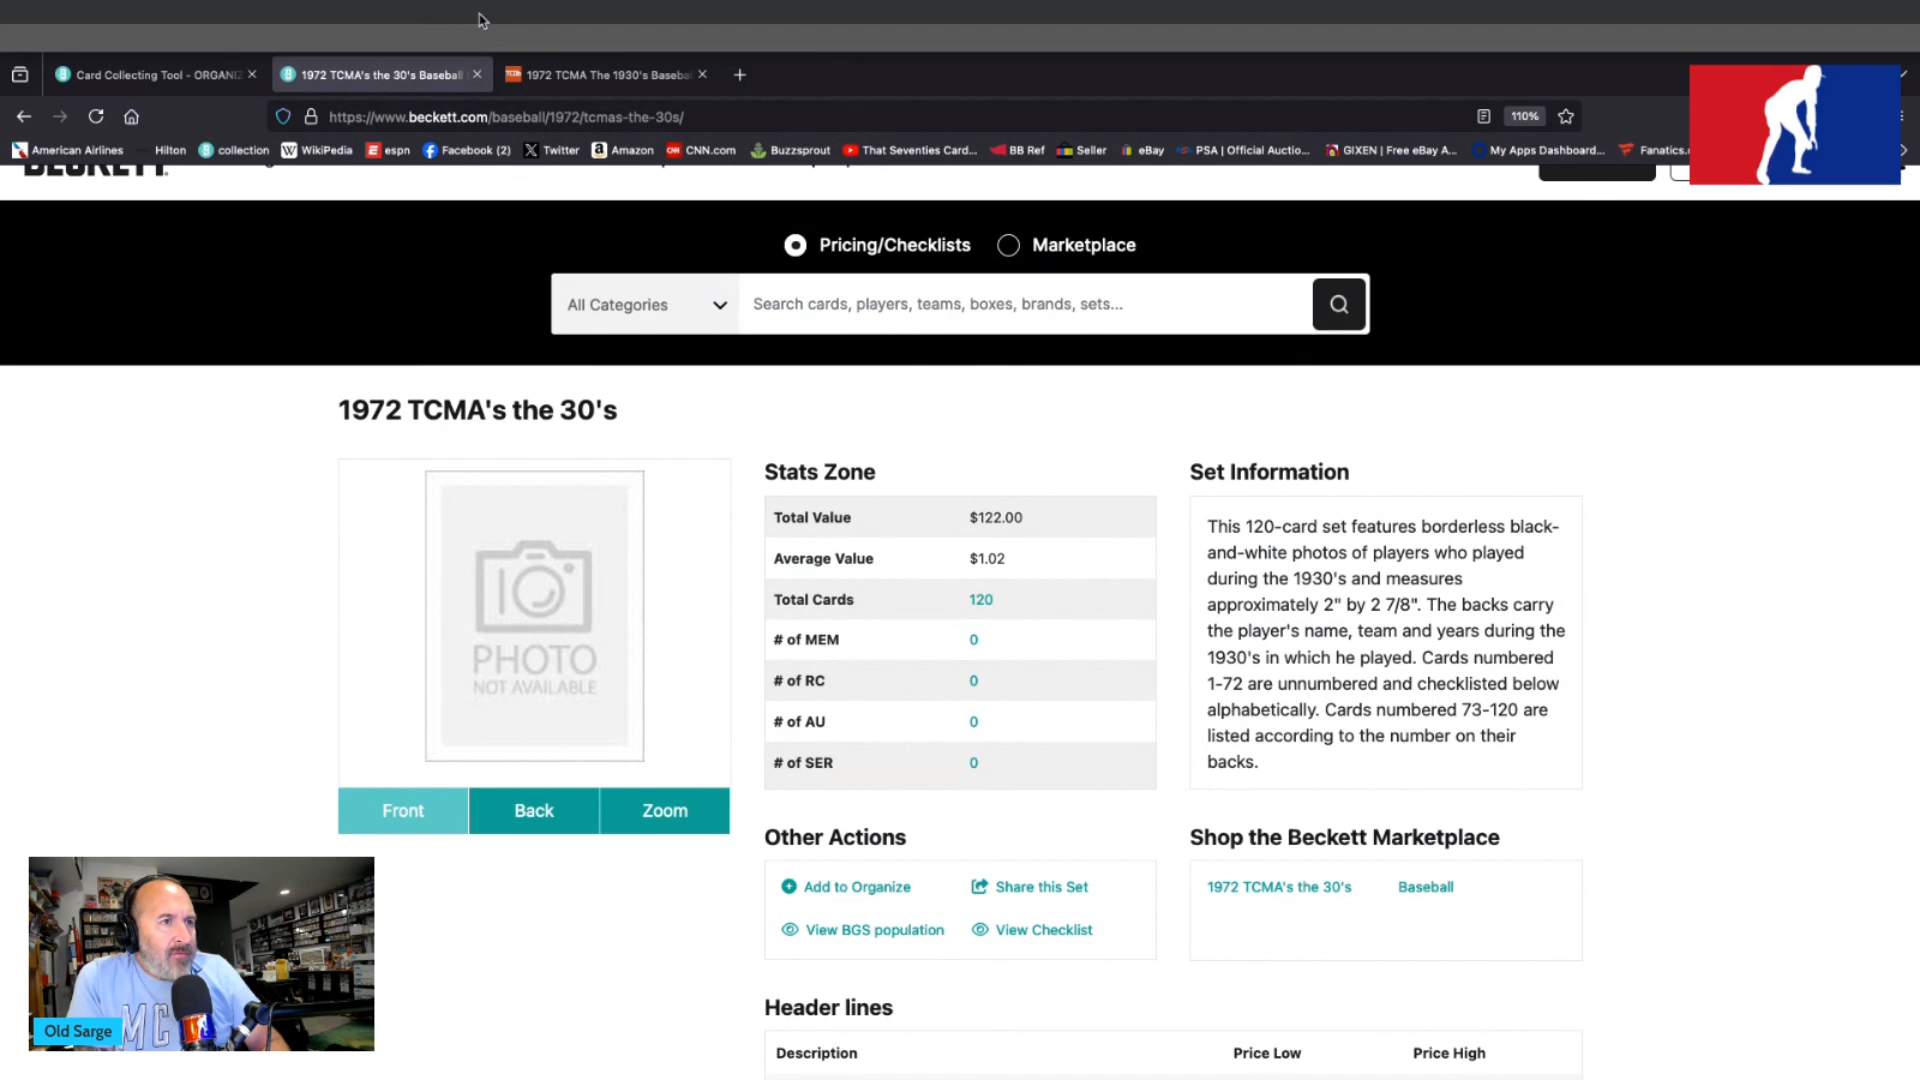 Card Collecting Tool - ORGANIZ
1972 TCMA's the 30's Baseball
1972 TCMA The 1930's Basebal
https://www.beckett.com/baseball/1972/tcmas-the-30s/
110%
American Airlines
Hilton
collection
WikiPedia
espn
Facebook (2)
Twitter
Amazon
CNN.com
Buzzsprout
That Seventies Card...
BB Ref
Seller
eBay
PSA | Official Auctio...
GIXEN | Free eBay A...
My Apps Dashboard...
Fanatics.
BECKETT
Pricing/Checklists
Marketplace
All Categories
Search cards, players, teams, boxes, brands, sets...
1972 TCMA's the 30's
PHOTO
NOT AVAILABLE
Front
Back
Zoom
Stats Zone
Total Value $122.00
Average Value $1.02
Total Cards 120
# of MEM 0
# of RC 0
# of AU 0
# of SER 0
Set Information
This 120-card set features borderless black-
and-white photos of players who played
during the 1930's and measures
approximately 2" by 2 7/8". The backs carry
the player's name, team and years during the
1930's in which he played. Cards numbered
1-72 are unnumbered and checklisted below
alphabetically. Cards numbered 73-120 are
listed according to the number on their
backs.
Other Actions
Add to Organize
Share this Set
View BGS population
View Checklist
Shop the Beckett Marketplace
1972 TCMA's the 30's
Baseball
Header lines
Description
Price Low
Price High
MC
Old Sarge